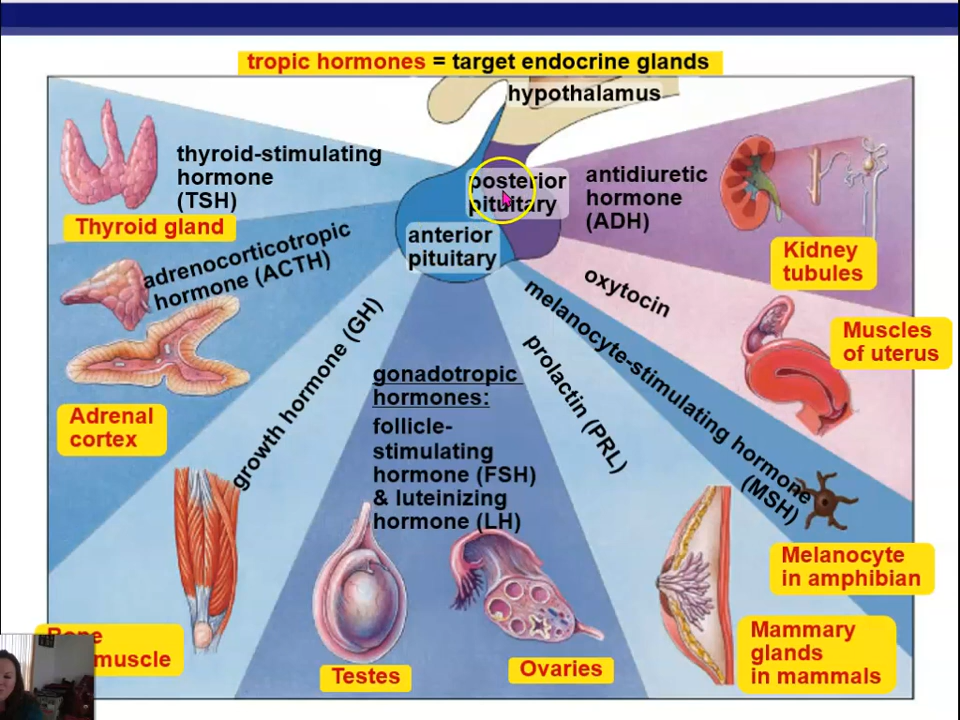 tropic hormones = target endocrine glands
hypothalamus
thyroid-stimulating
hormone
(TSH)
Thyroid gland
posterior
pituitary
anterior
pituitary
antidiuretic
hormone
(ADH)
Kidney
tubules
adrenocorticotropic
hormone (ACTH)
Adrenal
cortex
oxytocin
Muscles
of uterus
growth hormone (GH)
gonadotropic
hormones:
follicle-
stimulating
hormone (FSH)
& luteinizing
hormone (LH)
prolactin (PRL)
melanocyte-stimulating hormone
(MSH)
Melanocyte
in amphibian
muscle
Testes
Ovaries
Mammary
glands
in mammals